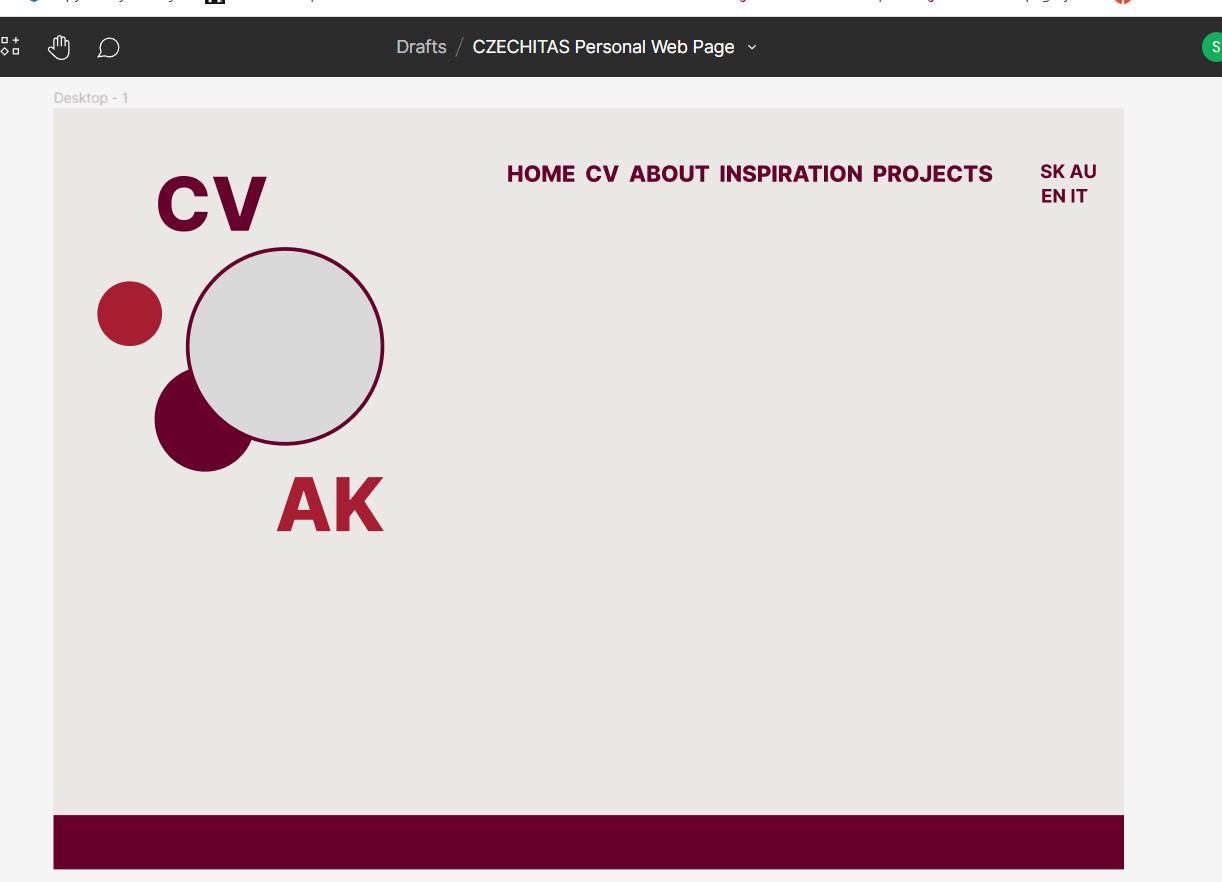 Drafts / CZECHITAS Personal Web Page
S
Desktop - 1
CV
HOME CV ABOUT INSPIRATION PROJECTS
SK AU
EN IT
AK